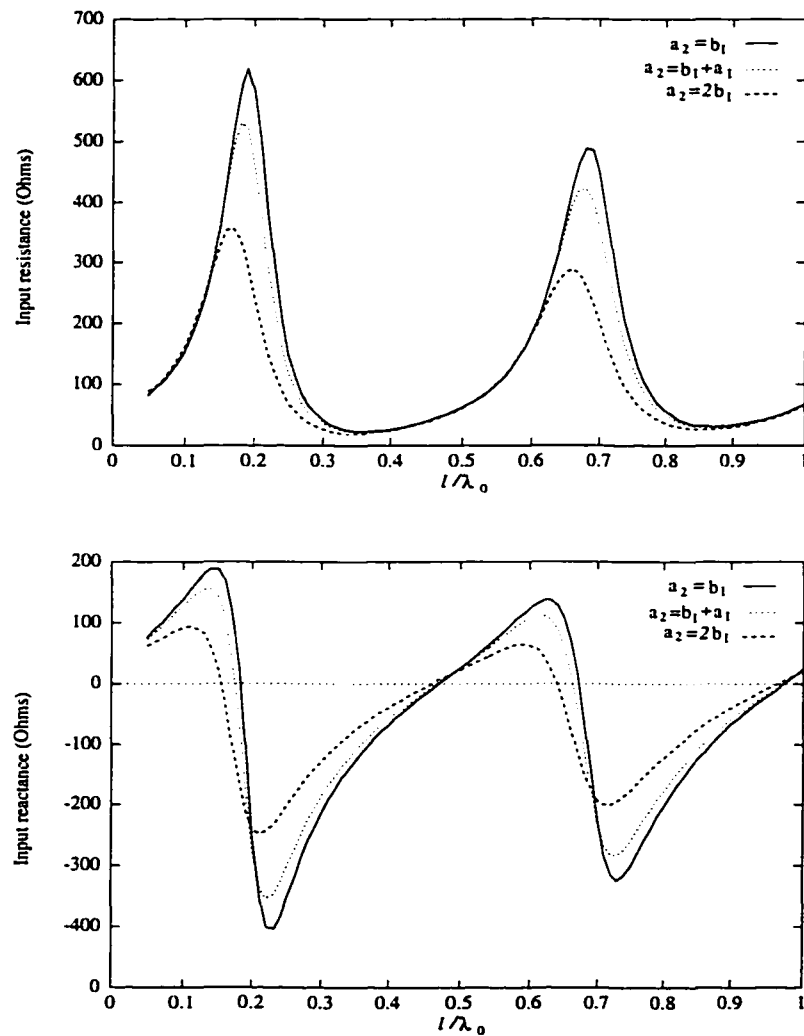 700
600
500
400
300
200
100
0
Input resistance (Ohms)
a2=b1
a2=b1+a1
a2=2b1
0 0.1 0.2 0.3 0.4 0.5 0.6 0.7 0.8 0.9 1
l/λ0
200
100
0
-100
-200
-300
-400
0
Input reactance (Ohms)
a2=b1
a2=b1+a1
a2=2b1
0 0.1 0.2 0.3 0.4 0.5 0.6 0.7 0.8 0.9 1
l/λ0